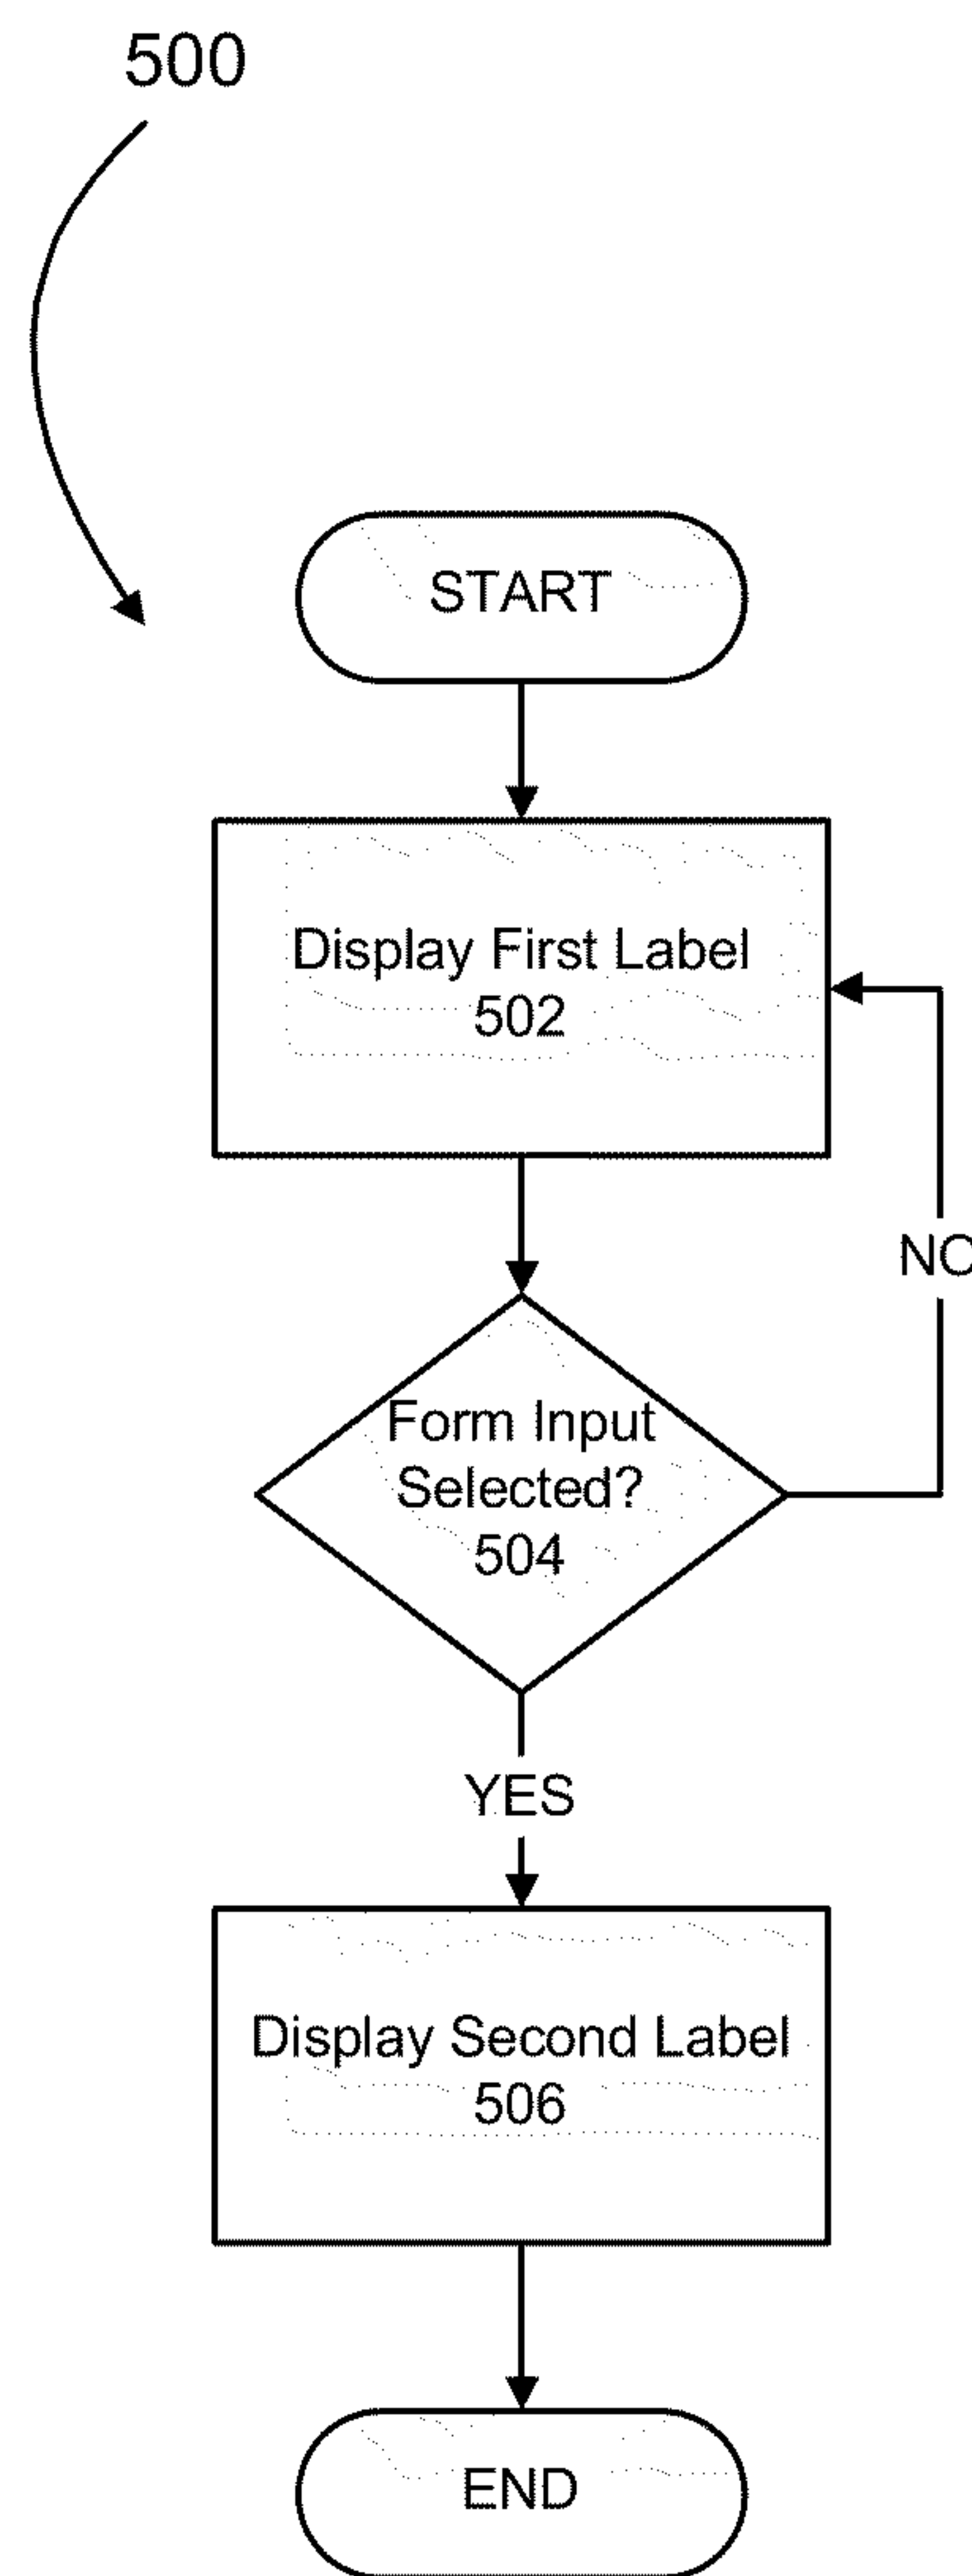 500
START
Display First Label
502
NO
Form Input
Selected?
504
YES
Display Second Label
506
END